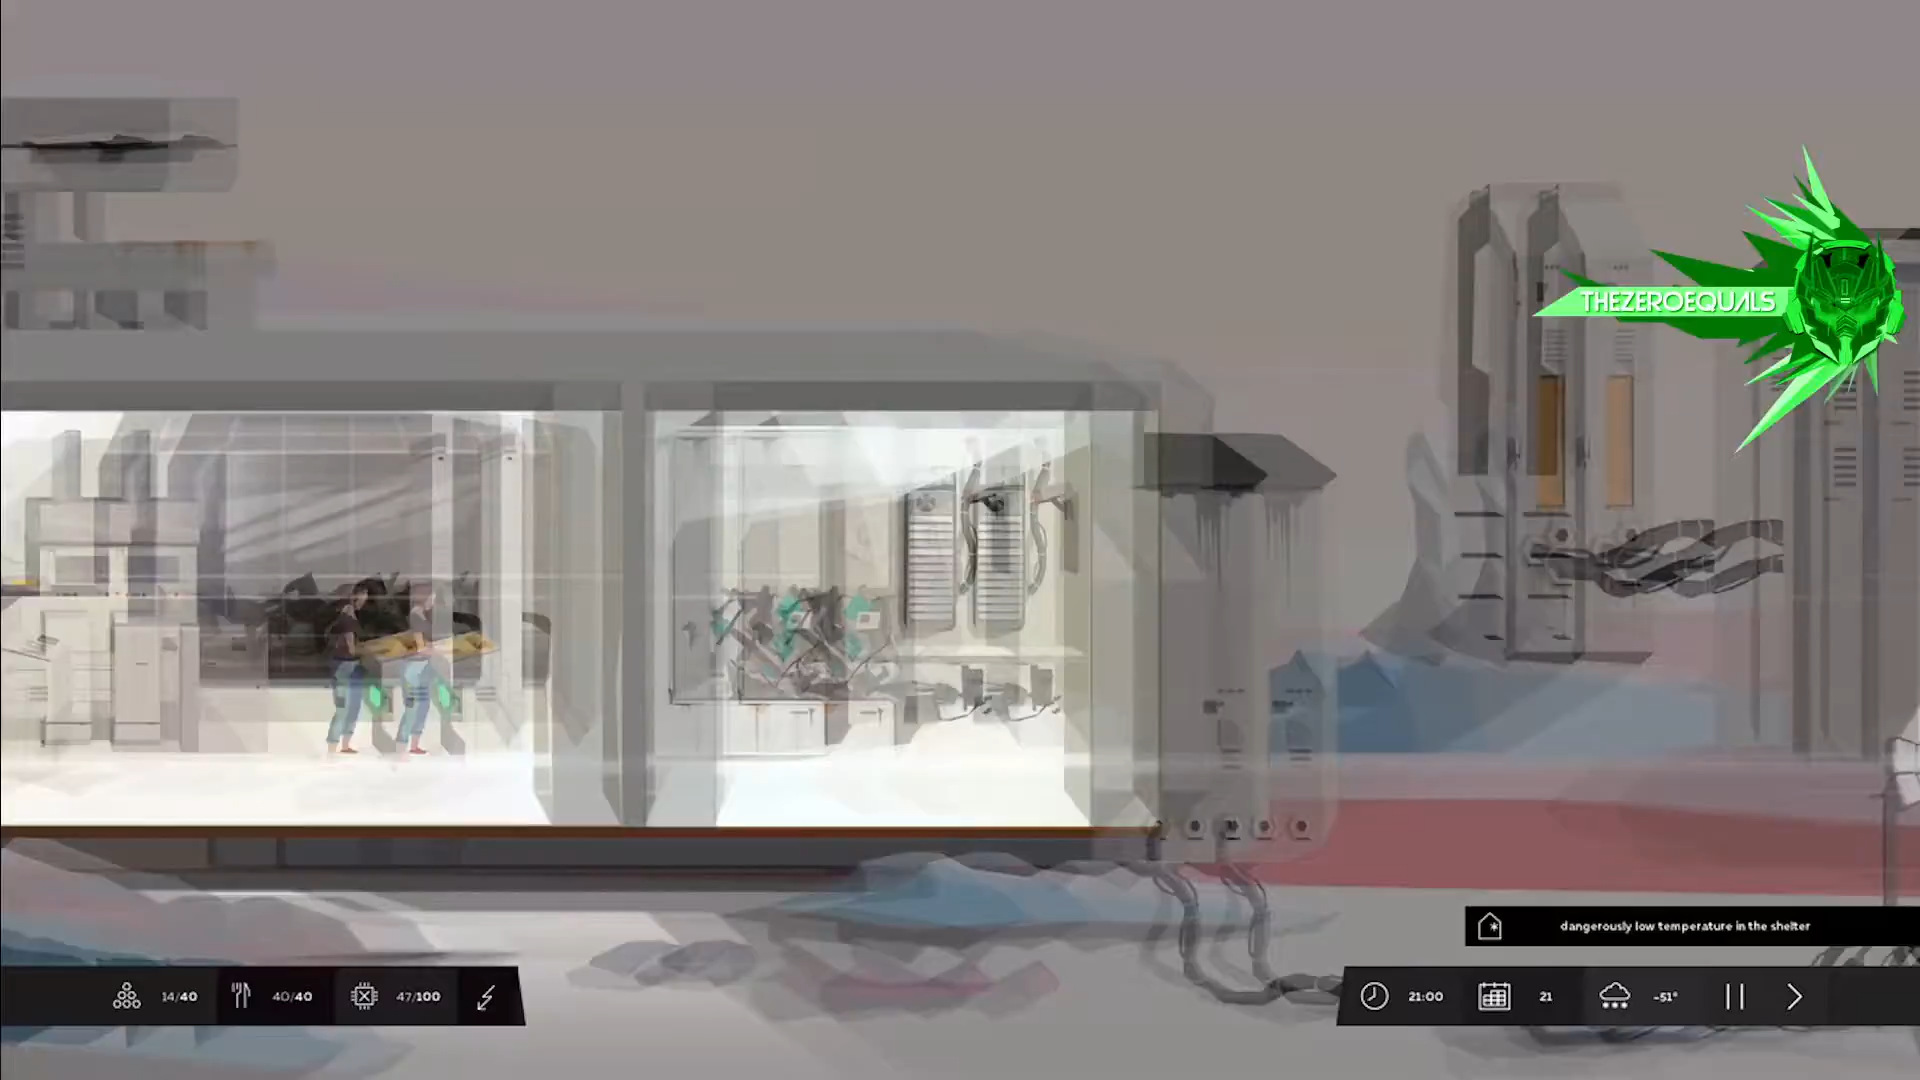 THEZEROEQUALS
dangerously low temperature in the shelter
14/40 40/40 47/100
21:00 21 -51°